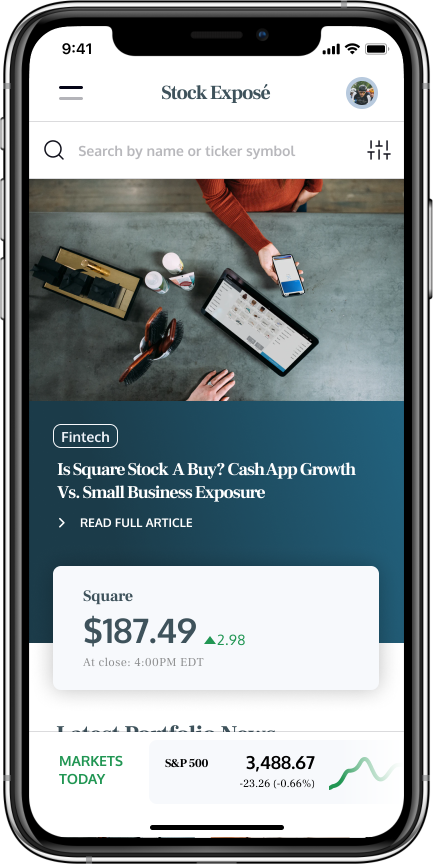 9:41
Stock Exposé
Search by name or ticker symbol
Fintech
Is Square Stock A Buy? Cash App Growth
Vs. Small Business Exposure
READ FULL ARTICLE
Square
$187.49 2.98
At close: 4:00PM EDT
Latest Portfolio News
MARKETS
TODAY
S&P 500
3,488.67
-23.26 (-0.66%)